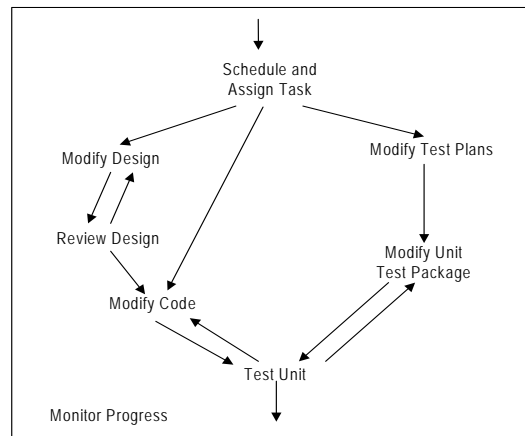 Schedule and
Assign Task
Modify Design
Modify Test Plans
Review Design
Modify Unit
Test Package
Modify Code
Test Unit
Monitor Progress